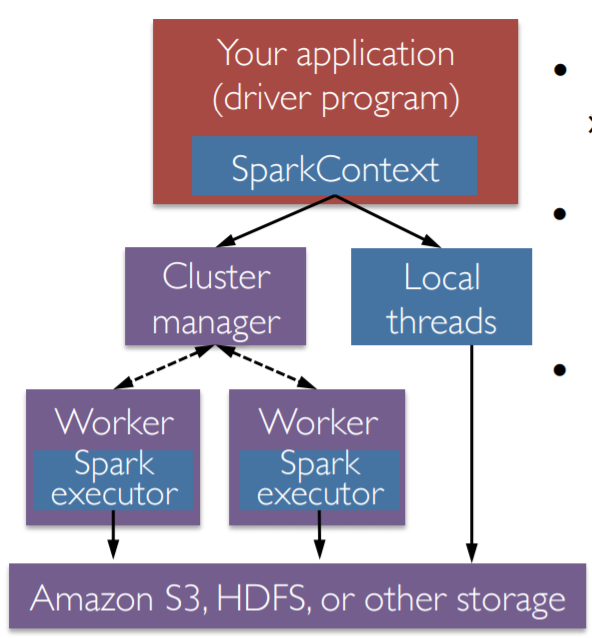 Your application
(driver program)
SparkContext
Cluster
manager
Local
threads
Worker
Spark
executor
Worker
Spark
executor
Amazon S3, HDFS, or other storage